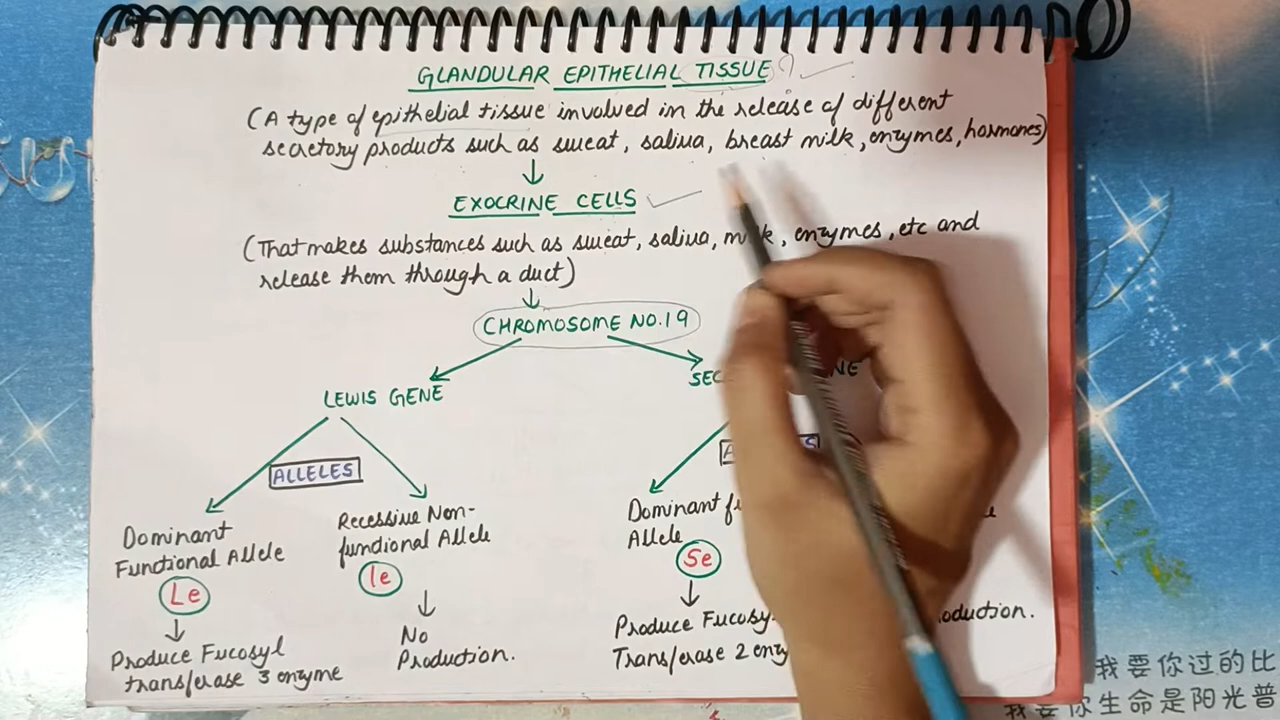 GLANDULAR EPITHELIAL TISSUE?
(A type of epithelial tissue involved in the release of different
secretory products such as sweat, saliva, breast milk, enzymes, hormones)
↓
EXOCRINE CELLS
(That makes substances such as sweat, saliva, milk, enzymes, etc and
release them through a duct)
↓
CHROMOSOME NO.19
LEWIS GENE
ALLELES
Dominant
Functional Allele
Le
↓
Produce Fucosyl
transferase 3 enzyme
Recessive Non-
functional Allele
le
↓
No
Production.
Dominant
Allele
Se
↓
Produce
Transferase 2
我要你过的比
你生命是阳光普